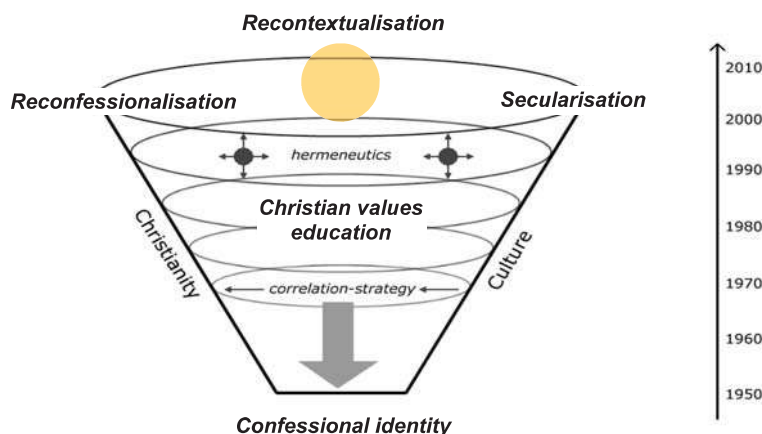 Recontextualisation
Reconfessionalisation
Secularisation
hermeneutics
Christian values
education
Christianity
Culture
correlation-strategy
Confessional identity
2010
2000
1990
1980
1970
1960
1950